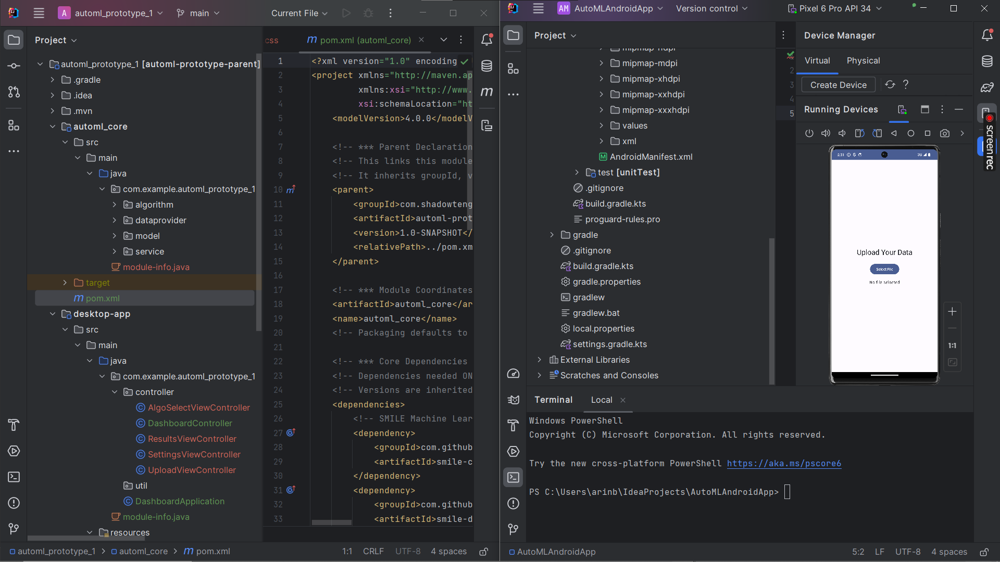 A automl_prototype_1 main Current File
Project
automl_prototype_1 [automl-prototype-parent]
.gradle
.idea
.mvn
automl_core
src
main
java
com.example.automl_prototype_1
algorithm
dataprovider
model
service
module-info.java
target
pom.xml
desktop-app
src
main
java
com.example.automl_prototype_1
controller
AlgoSelectViewController
DashboardController
ResultsViewController
SettingsViewController
UploadViewController
util
DashboardApplication
module-info.java
resources
css pom.xml (automl_core)
1 <?xml version="1.0" encoding
2 <project xmlns="http://maven.ap
3 xmlns:xsi="http://www.
4 xsi:schemaLocation="ht
5 <modelVersion>4.0.0</modelV
6
7 <!-- *** Parent Declaration
8 <!-- This links this module
9 <!-- It inherits groupId, v
10 <parent>
11 <groupId>com.shadowteng
12 <artifactId>automl-prot
13 <version>1.0-SNAPSHOT</
14 <relativePath>../pom.xm
15 </parent>
16
17 <!-- *** Module Coordinates
18 <artifactId>automl_core</ar
19 <name>automl_core</name>
20 <!-- Packaging defaults to
21
22 <!-- *** Core Dependencies
23 <!-- Dependencies needed ON
24 <!-- Versions are inherited
25 <dependencies>
26 <!-- SMILE Machine Lear
27 <dependency>
28 <groupId>com.github
29 <artifactId>smile-c
30 </dependency>
31 <dependency>
32 <groupId>com.github
33 <artifactId>smile-d
automl_prototype_1 > automl_core > pom.xml 1:1 CRLF UTF-8 4 spaces
AM AutoMLAndroidApp Version control Pixel 6 Pro API 34
Project
mipmap-hdpi
mipmap-mdpi
mipmap-xhdpi
mipmap-xxhdpi
mipmap-xxxhdpi
values
xml
AndroidManifest.xml
test [unitTest]
.gitignore
build.gradle.kts
proguard-rules.pro
gradle
.gitignore
build.gradle.kts
gradle.properties
gradlew
gradlew.bat
local.properties
settings.gradle.kts
External Libraries
Scratches and Consoles
2
3
4
5
Device Manager
Virtual Physical
Create Device ?
Running Devices
2:31 3G
Upload Your Data
Select File
No file selected
1:1
screenrec
Terminal Local
Windows PowerShell
Copyright (C) Microsoft Corporation. All rights reserved.
Try the new cross-platform PowerShell https://aka.ms/pscore6
PS C:\Users\arinb\IdeaProjects\AutoMLAndroidApp>
AutoMLAndroidApp 5:2 LF UTF-8 4 spaces